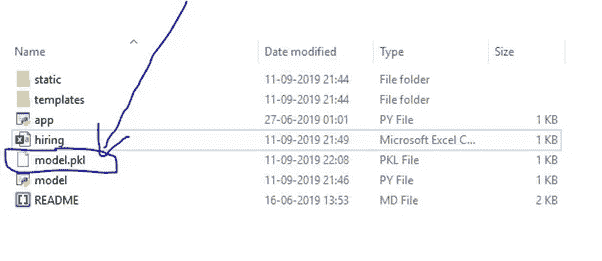 Name Date modified Type Size
static 11-09-2019 21:44 File folder
templates 11-09-2019 21:44 File folder
app 27-06-2019 01:01 PY File 1 KB
hiring 11-09-2019 21:49 Microsoft Excel C... 1 KB
model.pkl 11-09-2019 22:08 PKL File 1 KB
model 11-09-2019 21:46 PY File 1 KB
README 16-06-2019 13:53 MD File 2 KB